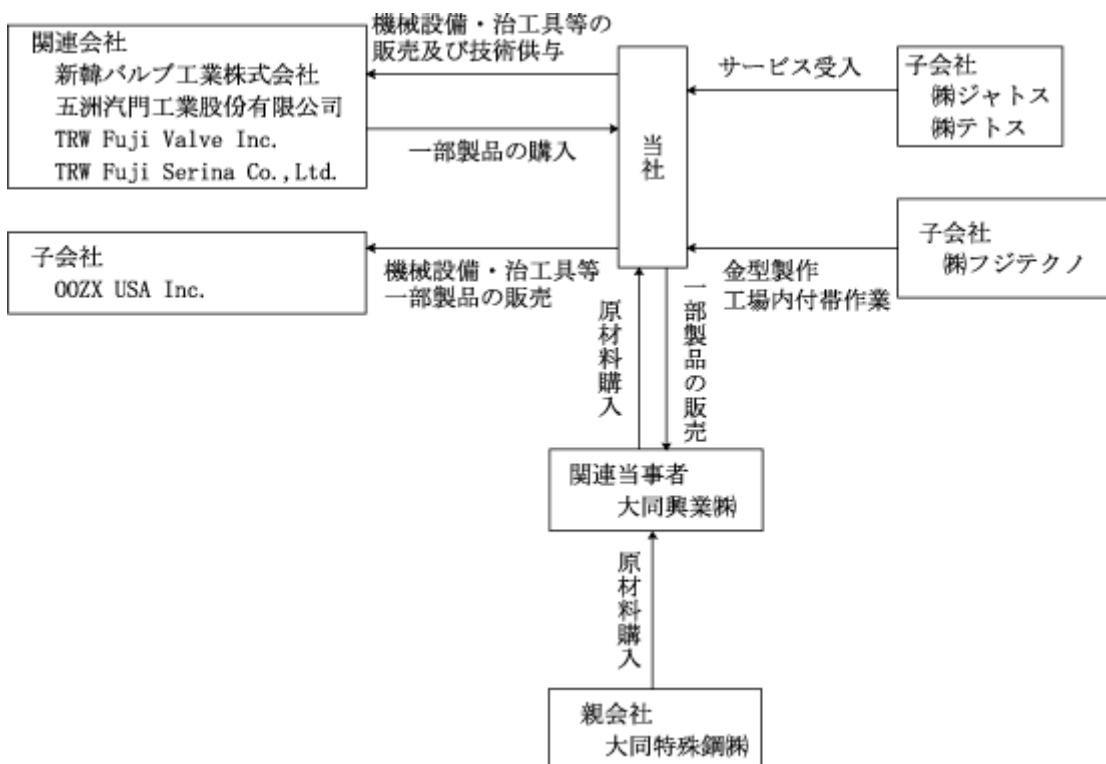 関連会社
新韓バルブ工業株式会社
五洲汽門工業股份有限公司
TRW Fuji Valve Inc.
TRW Fuji Serina Co.,Ltd.
機械設備・治工具等の
販売及び技術供与
一部製品の購入
当社
サービス受入
子会社
㈱ジャトス
㈱テトス
子会社
OOZX USA Inc.
機械設備・治工具等
一部製品の販売
金型製作
工場内付帯作業
子会社
㈱フジテクノ
原材料購入
一部製品の販売
関連当事者
大同興業㈱
原材料購入
親会社
大同特殊鋼㈱